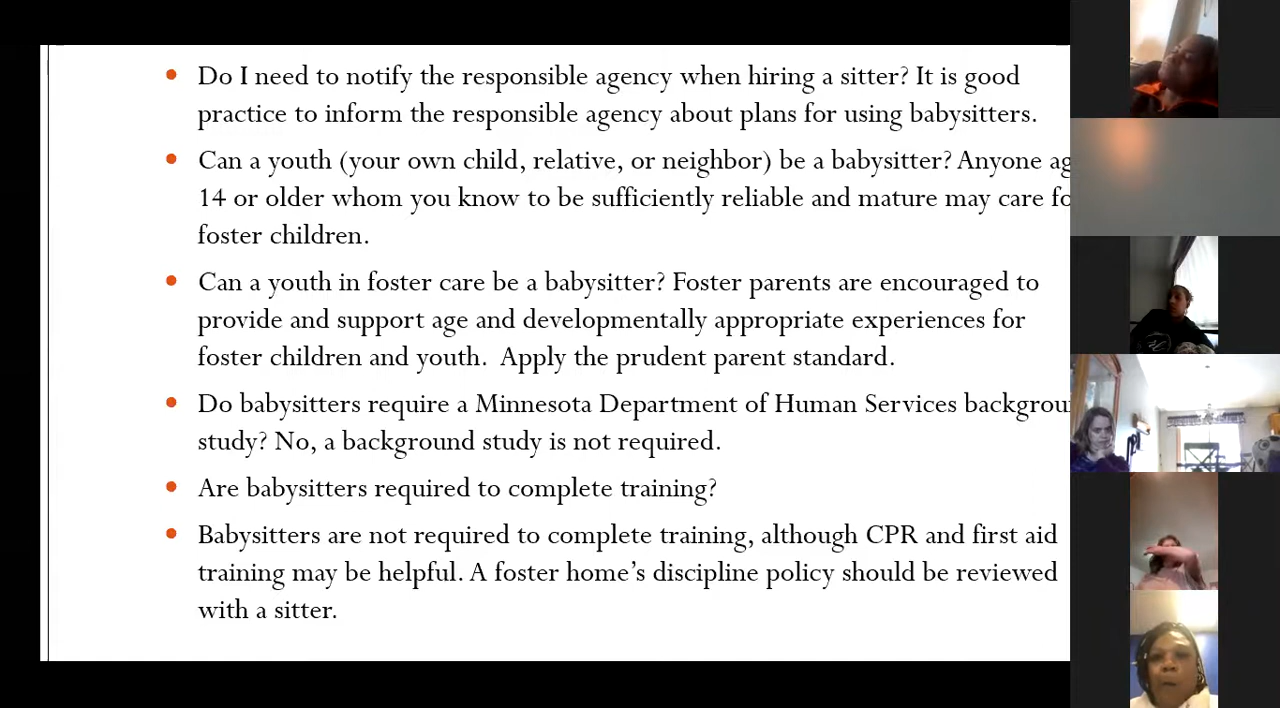 Do I need to notify the responsible agency when hiring a sitter? It is good
practice to inform the responsible agency about plans for using babysitters.
Can a youth (your own child, relative, or neighbor) be a babysitter? Anyone ag
14 or older whom you know to be sufficiently reliable and mature may care fo
foster children.
Can a youth in foster care be a babysitter? Foster parents are encouraged to
provide and support age and developmentally appropriate experiences for
foster children and youth.  Apply the prudent parent standard.
Do babysitters require a Minnesota Department of Human Services backgrou
study? No, a background study is not required.
Are babysitters required to complete training?
Babysitters are not required to complete training, although CPR and first aid
training may be helpful. A foster home’s discipline policy should be reviewed
with a sitter.